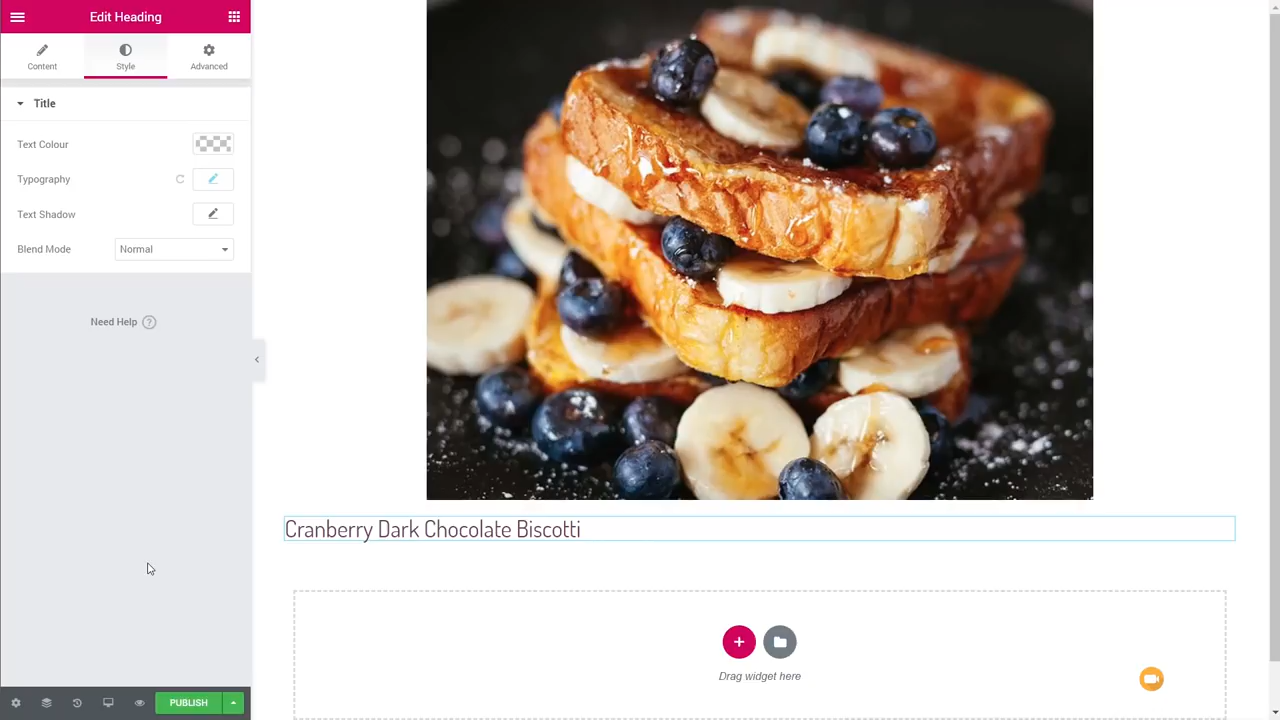 Edit Heading
Content
Style
Advanced
Title
Text Colour
Typography
Text Shadow
Blend Mode
Normal
Need Help ?
Cranberry Dark Chocolate Biscotti
Drag widget here
PUBLISH